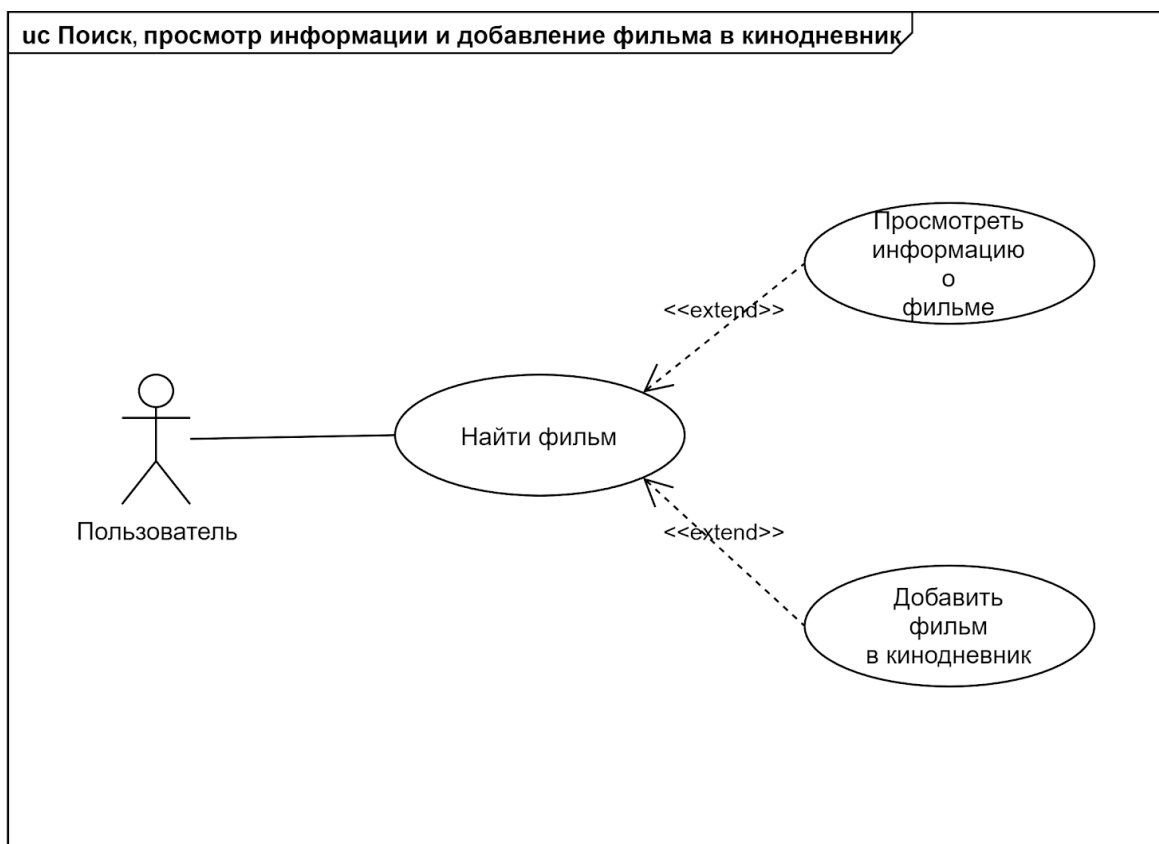 uc Поиск, просмотр информации и добавление фильма в кинодневник
Просмотреть
информацию
о
фильме
<<extend>>
Найти фильм
Пользователь
<<extend>>
Добавить
фильм
в кинодневник